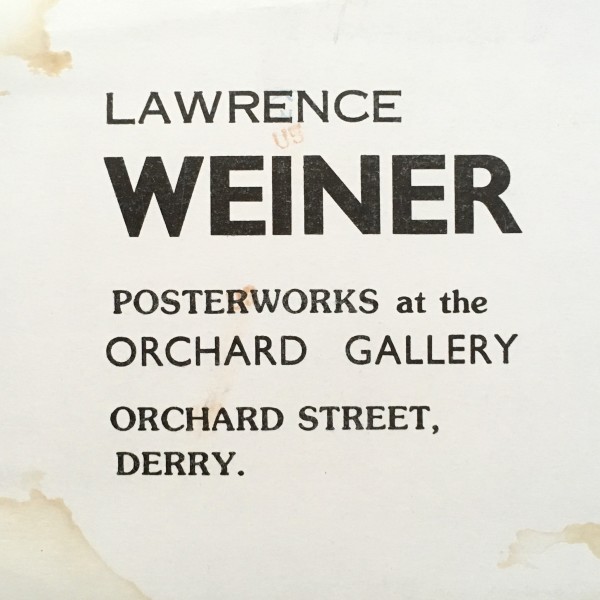 LAWRENCE
WEINER
POSTERWORKS at the
ORCHARD GALLERY
ORCHARD STREET,
DERRY.